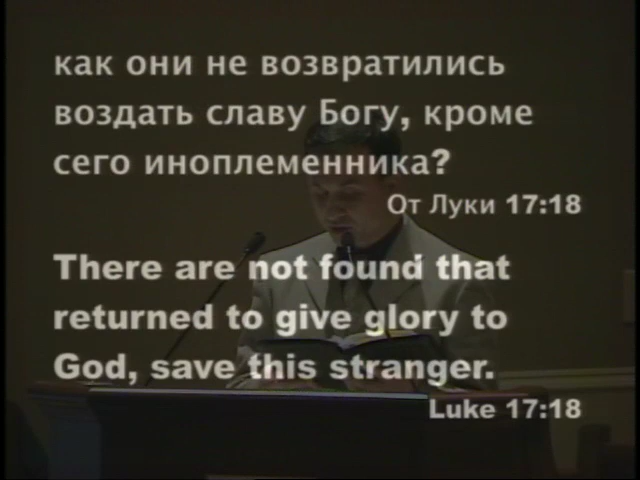 как они не возвратились
воздать славу Богу, кроме
сего иноплеменника?
От Луки 17:18
There are not found that
returned to give glory to
God, save this stranger.
Luke 17:18